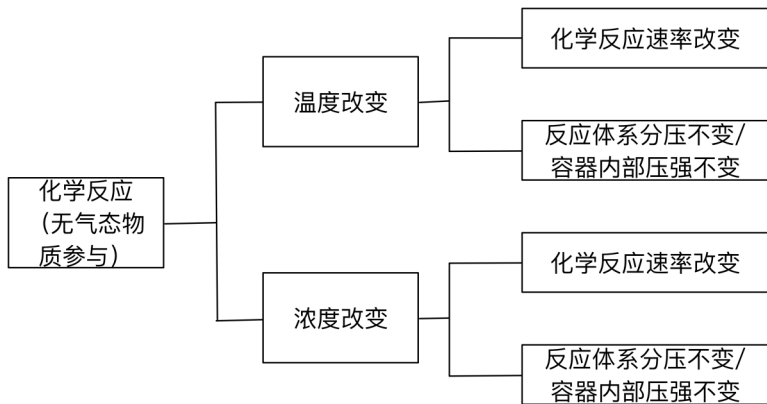 化学反应
（无气态物
质参与）
温度改变
浓度改变
化学反应速率改变
反应体系分压不变/
容器内部压强不变
化学反应速率改变
反应体系分压不变/
容器内部压强不变